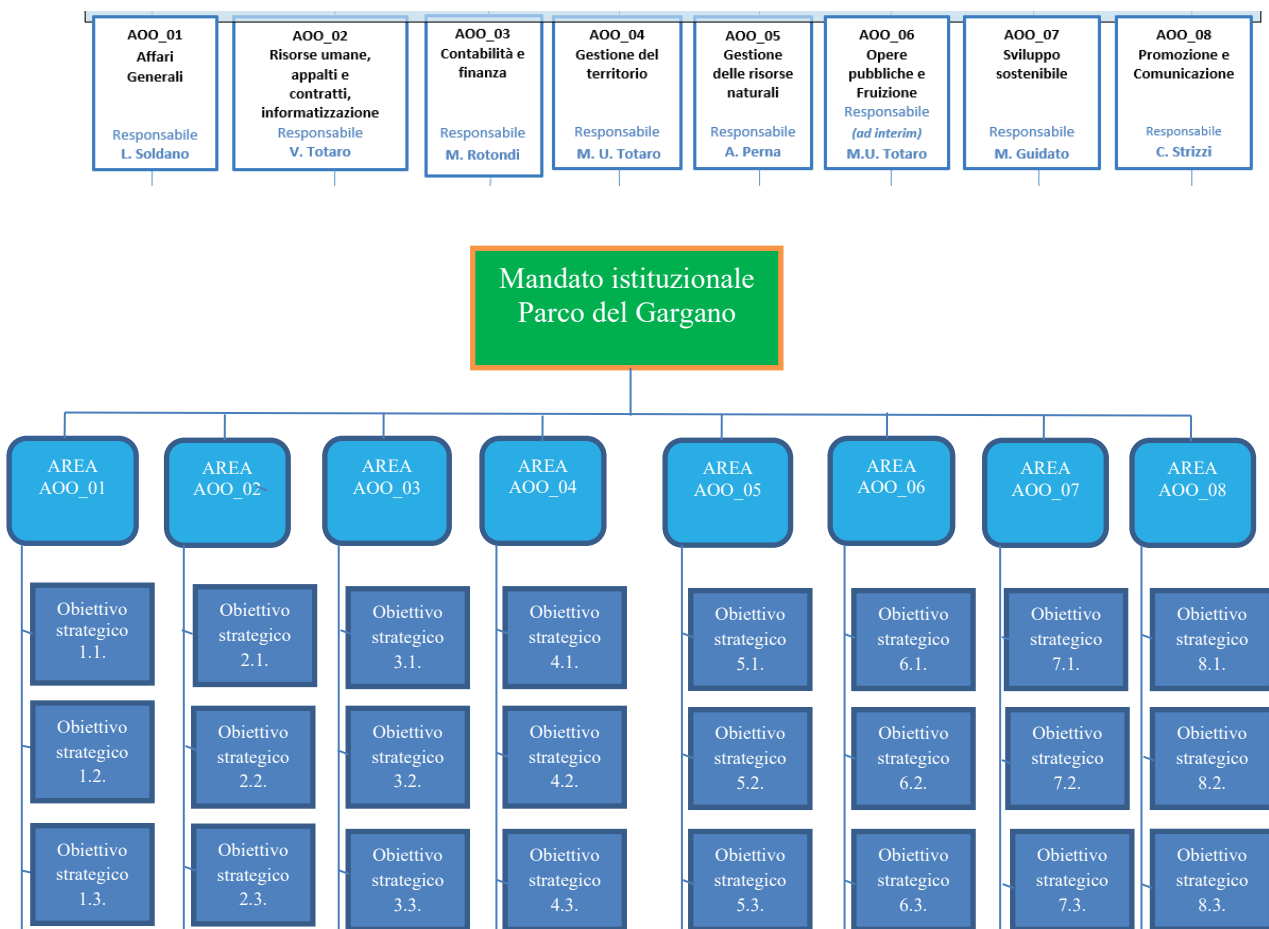 AOO_01
Affari
Generali
Responsabile
L. Soldano
AOO_02
Risorse umane,
appalti e
contratti,
informatizzazione
Responsabile
V. Totaro
AOO_03
Contabilità e
finanza
Responsabile
M. Rotondi
AOO_04
Gestione del
territorio
Responsabile
M. U. Totaro
AOO_05
Gestione
delle risorse
naturali
Responsabile
A. Perna
AOO_06
Opere
pubbliche e
Fruizione
Responsabile
(ad interim)
M.U. Totaro
AOO_07
Sviluppo
sostenibile
Responsabile
M. Guidato
AOO_08
Promozione e
Comunicazione
Responsabile
C. Strizzi
Mandato istituzionale
Parco del Gargano
AREA
AOO_01
AREA
AOO_02
AREA
AOO_03
AREA
AOO_04
AREA
AOO_05
AREA
AOO_06
AREA
AOO_07
AREA
AOO_08
Obiettivo
strategico
1.1.
Obiettivo
strategico
2.1.
Obiettivo
strategico
3.1.
Obiettivo
strategico
4.1.
Obiettivo
strategico
5.1.
Obiettivo
strategico
6.1.
Obiettivo
strategico
7.1.
Obiettivo
strategico
8.1.
Obiettivo
strategico
1.2.
Obiettivo
strategico
2.2.
Obiettivo
strategico
3.2.
Obiettivo
strategico
4.2.
Obiettivo
strategico
5.2.
Obiettivo
strategico
6.2.
Obiettivo
strategico
7.2.
Obiettivo
strategico
8.2.
Obiettivo
strategico
1.3.
Obiettivo
strategico
2.3.
Obiettivo
strategico
3.3.
Obiettivo
strategico
4.3.
Obiettivo
strategico
5.3.
Obiettivo
strategico
6.3.
Obiettivo
strategico
7.3.
Obiettivo
strategico
8.3.